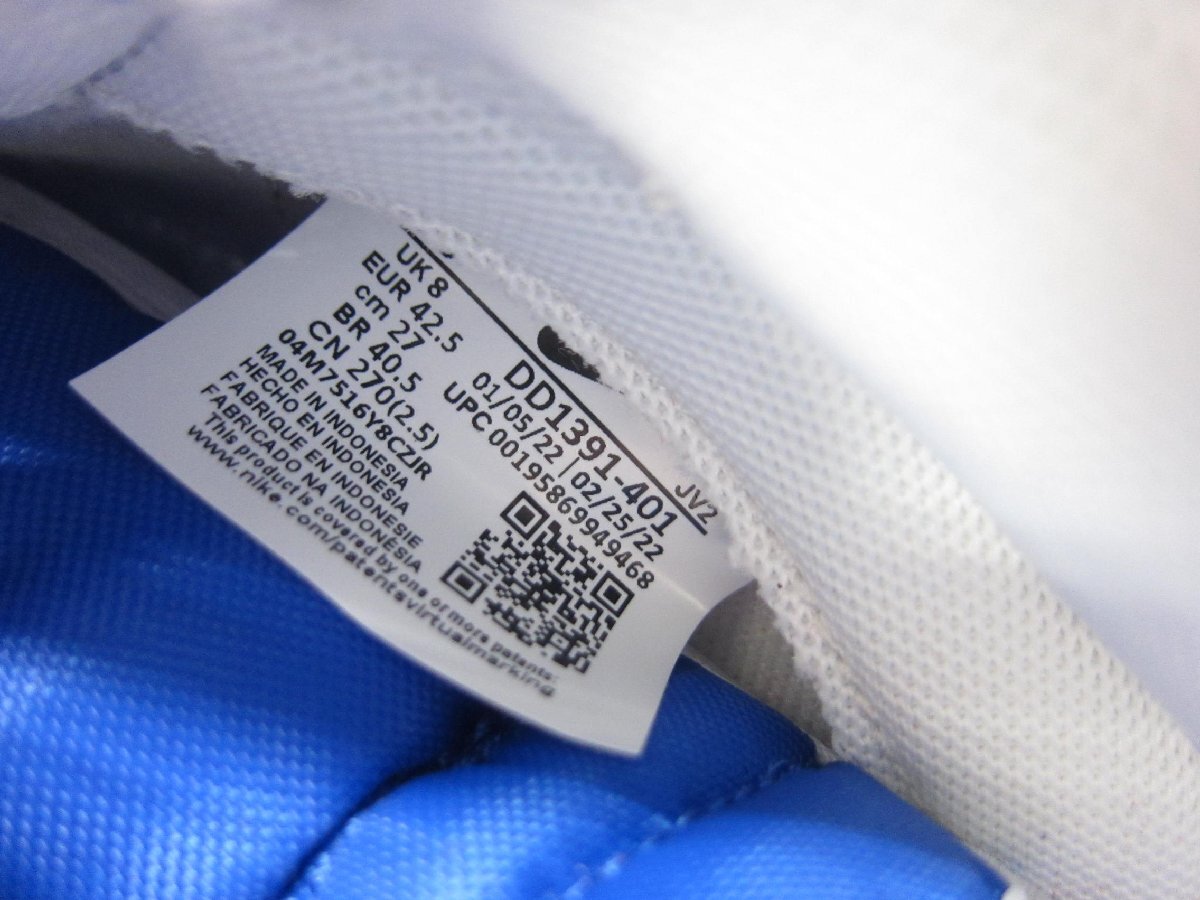 UK 8
EUR 42.5
cm 27
BR 40.5
CN 270(2.5)
04M7516Y8CZJR
MADE IN INDONESIA
HECHO EN INDONESIA
FABRIQUE EN INDONESIE
FABRICADO NA INDONÉSIA
This product is covered by one or more patents.
www.nike.com/patentsvirtualmarking
JV2
DD1391-401
01/05/22 | 02/25/22
UPC 00195869949468